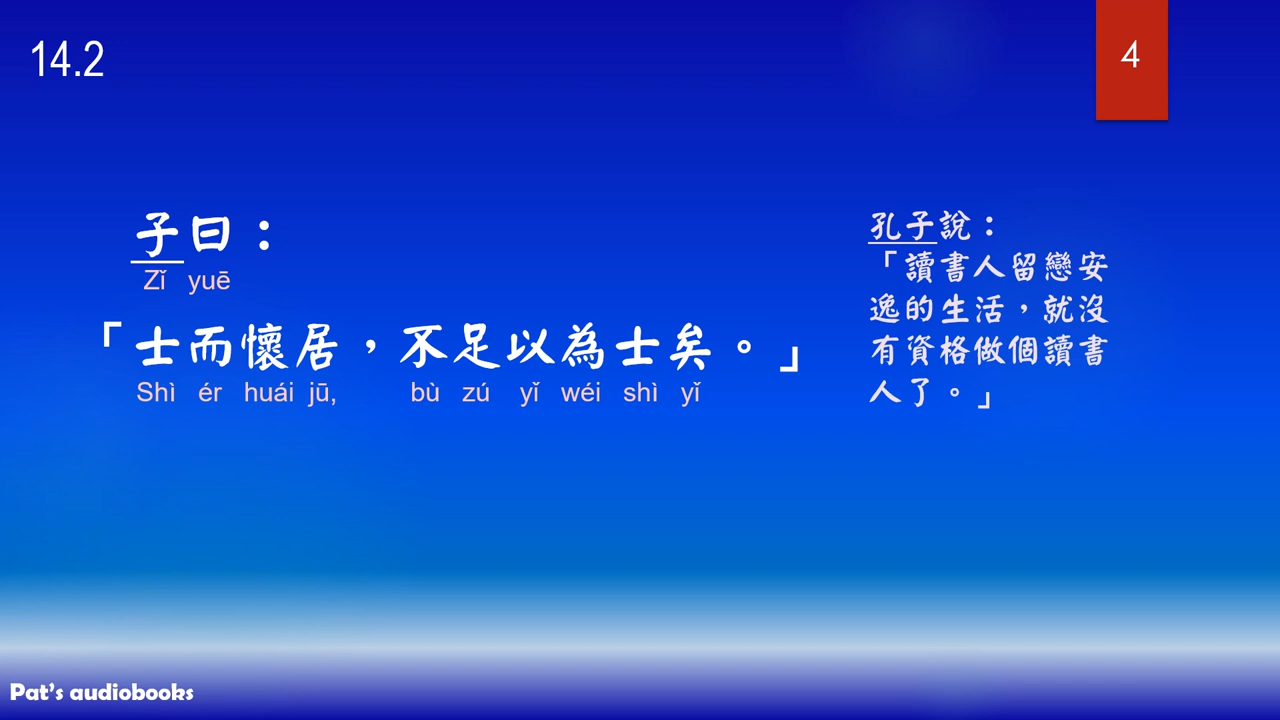 14.2
4
子曰：
Zǐ yuē
「士而懷居，不足以為士矣。」
Shì ér huái jū, bù zú yǐ wéi shì yǐ
孔子說：
「讀書人留戀安
逸的生活，就沒
有資格做個讀書
人了。」
Pat's audiobooks